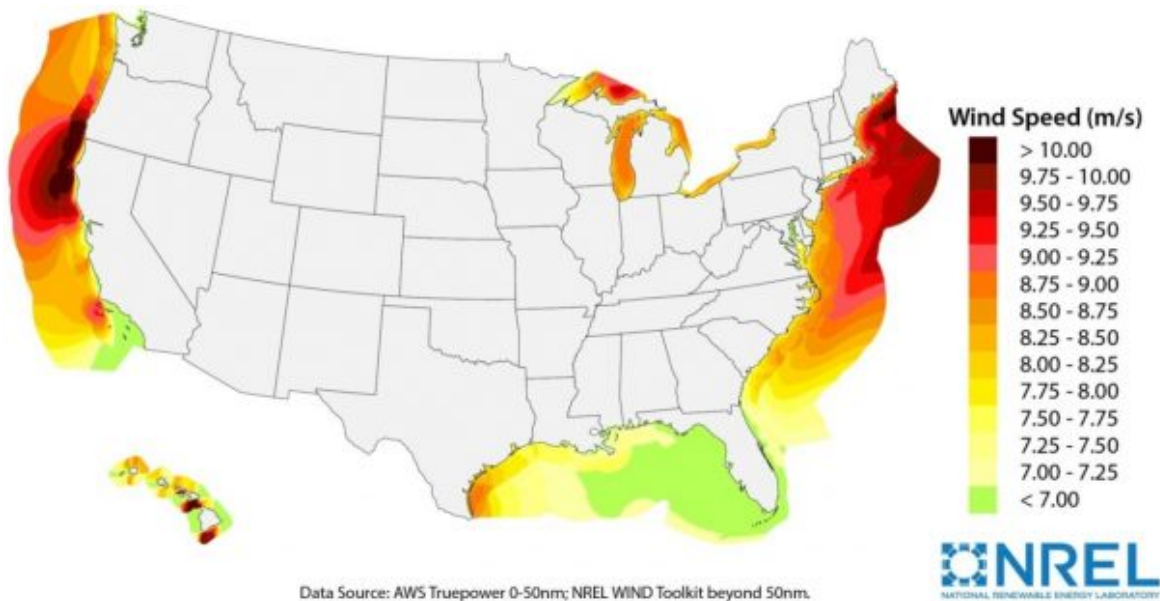 Wind Speed (m/s)
> 10.00
9.75 - 10.00
9.50 - 9.75
9.25 - 9.50
9.00 - 9.25
8.75 - 9.00
8.50 - 8.75
8.25 - 8.50
8.00 - 8.25
7.75 - 8.00
7.50 - 7.75
7.25 - 7.50
7.00 - 7.25
< 7.00
NREL
NATIONAL RENEWABLE ENERGY LABORATORY
Data Source: AWS Truepower 0-50nm; NREL WIND Toolkit beyond 50nm.